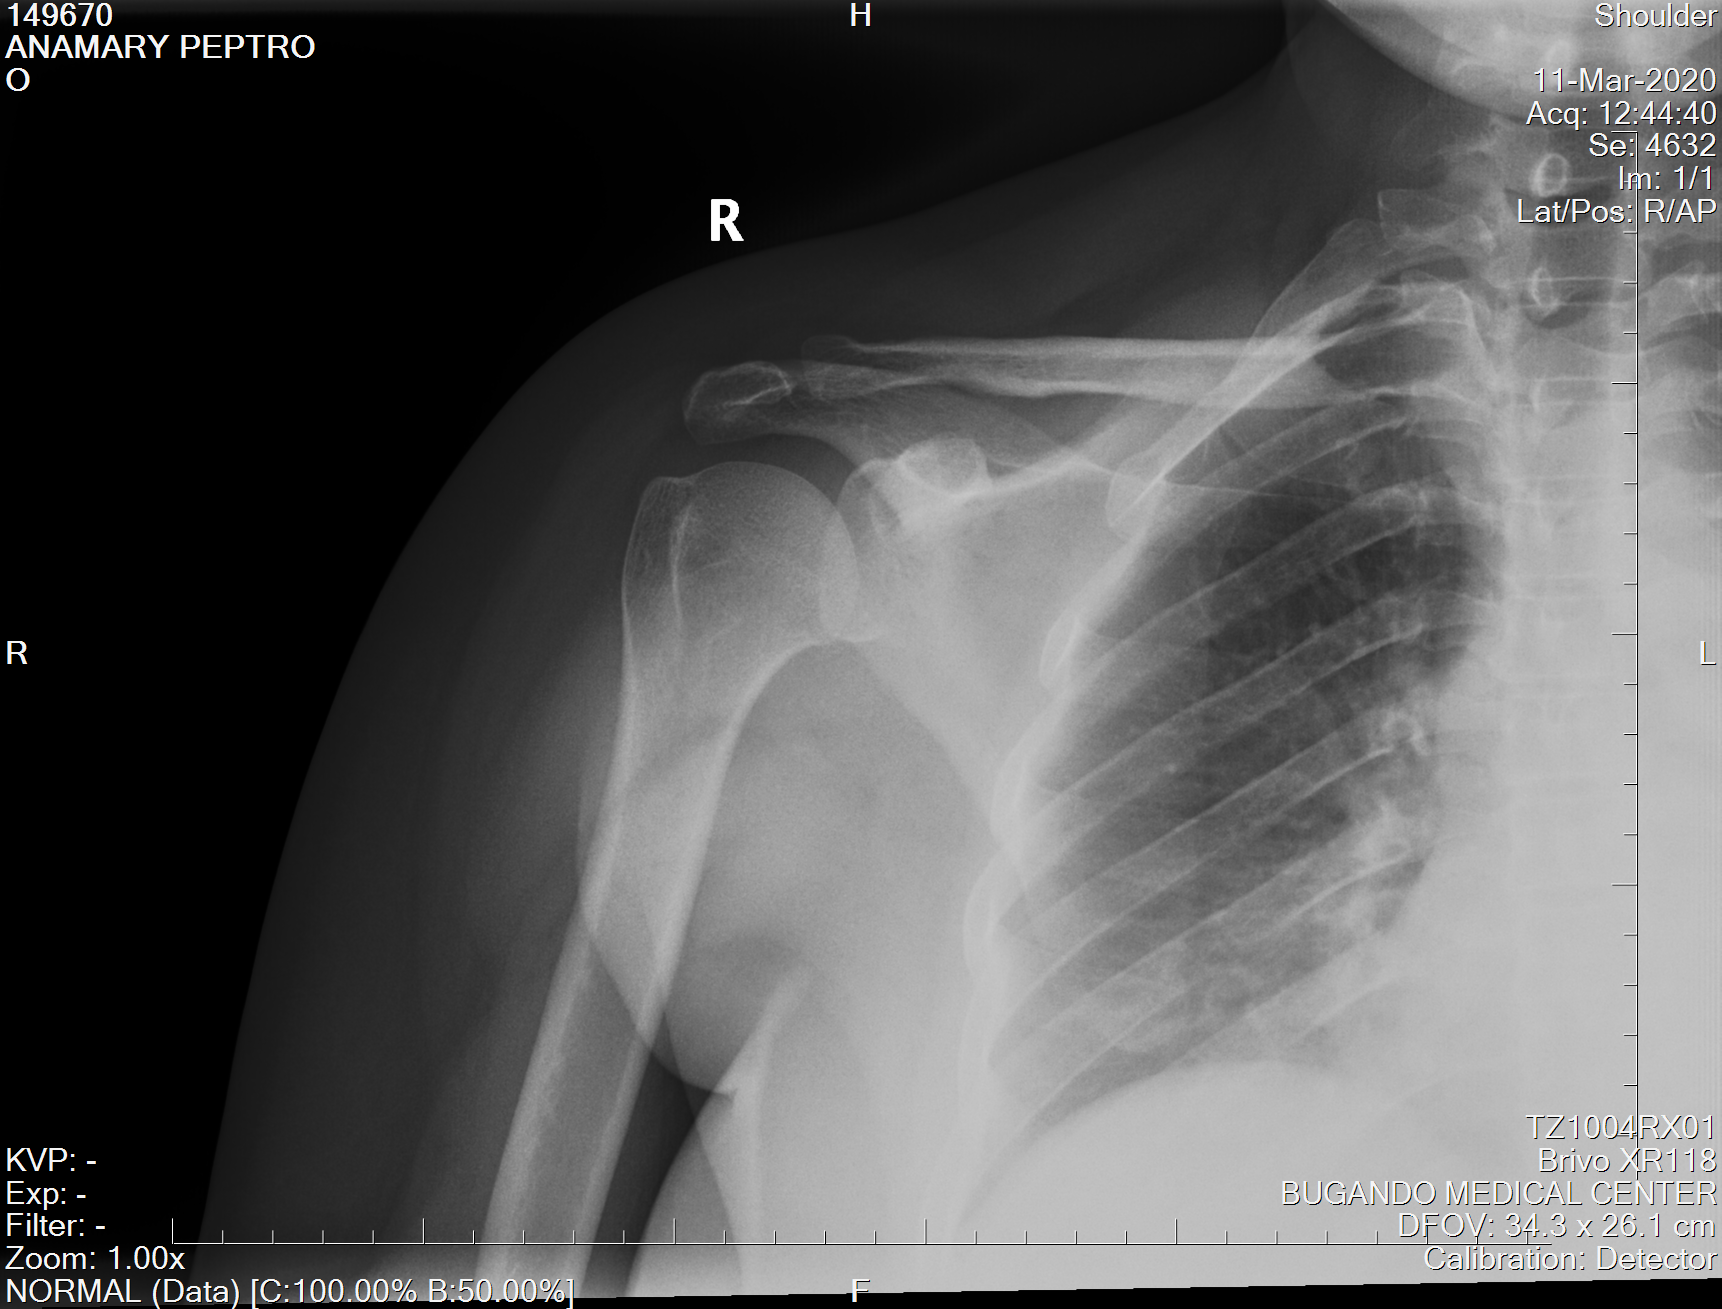 149670
ANAMARY PEPTRO
O
H
Shoulder
11-Mar-2020
Acq: 12:44:40
Se: 4632
Im: 1/1
Lat/Pos: R/AP
R
R
L
KVP: -
Exp: -
Filter: -
Zoom: 1.00x
NORMAL (Data) [C:100.00% B:50.00%]
F
TZ1004RX01
Brivo XR118
BUGANDO MEDICAL CENTER
DFOV: 34.3 x 26.1 cm
Calibration: Detector